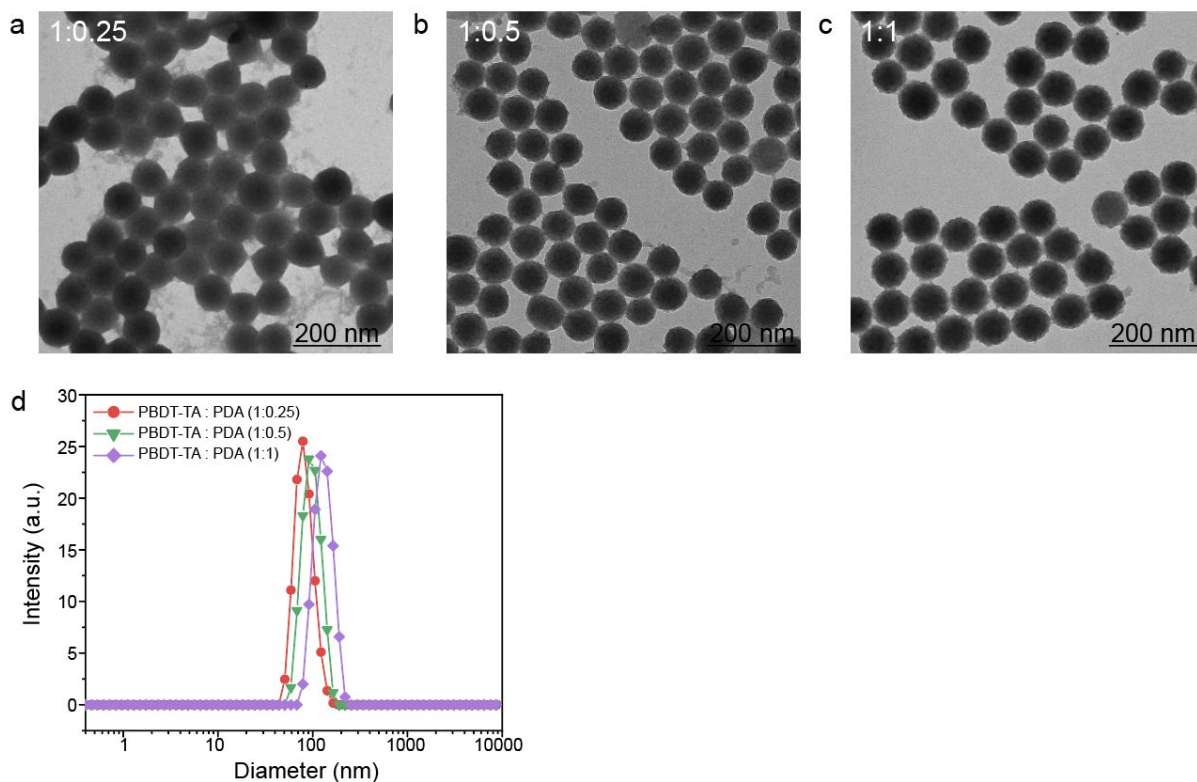 a
1:0.25
200 nm
b
1:0.5
200 nm
c
1:1
200 nm
d
30
25
20
15
10
5
0
Intensity (a.u.)
PBDT-TA : PDA (1:0.25)
PBDT-TA : PDA (1:0.5)
PBDT-TA : PDA (1:1)
1 10 100 1000 10000
Diameter (nm)